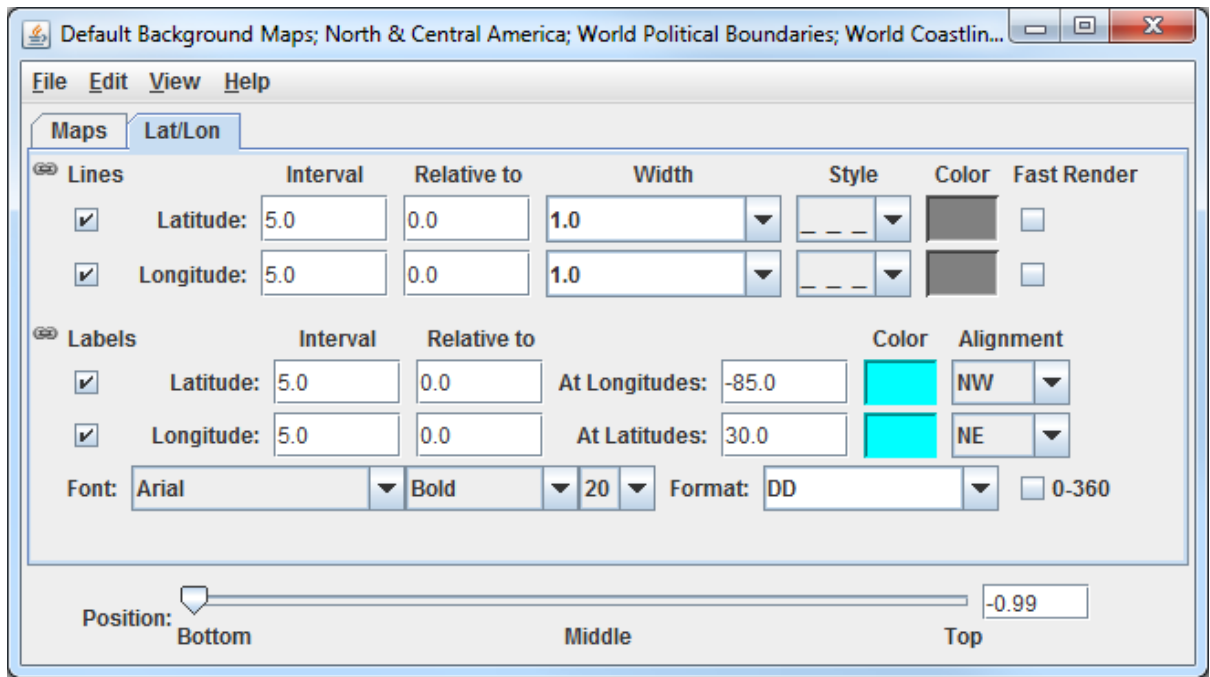 Default Background Maps; North & Central America; World Political Boundaries; World Coastlin...
File Edit View Help
Maps Lat/Lon
Lines Interval Relative to Width Style Color Fast Render
Latitude: 5.0 0.0 1.0 _ _ _
Longitude: 5.0 0.0 1.0 _ _ _
Labels Interval Relative to Color Alignment
Latitude: 5.0 0.0 At Longitudes: -85.0 NW
Longitude: 5.0 0.0 At Latitudes: 30.0 NE
Font: Arial Bold 20 Format: DD 0-360
Position: -0.99
Bottom Middle Top